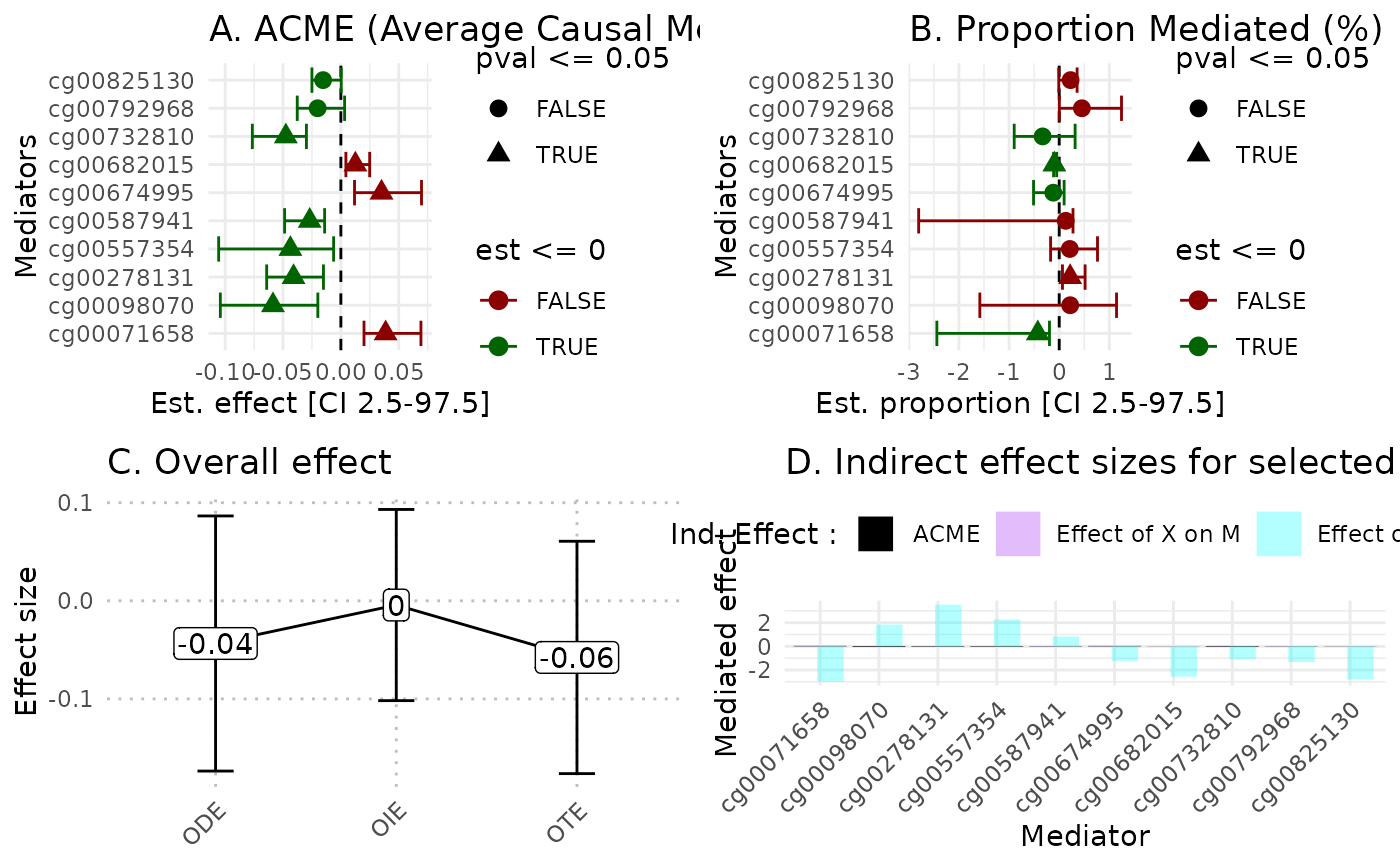 A. ACME (Average Causal
pval <= 0.05
cg00825130
cg00792968
cg00732810
cg00682015
cg00674995
cg00587941
cg00557354
cg00278131
cg00098070
cg00071658
Mediators
FALSE
TRUE
est <= 0
FALSE
TRUE
-0.10 -0.05 0.00 0.05
Est. effect [CI 2.5-97.5]
B. Proportion Mediated (%)
pval <= 0.05
cg00825130
cg00792968
cg00732810
cg00682015
cg00674995
cg00587941
cg00557354
cg00278131
cg00098070
cg00071658
Mediators
FALSE
TRUE
est <= 0
FALSE
TRUE
-3 -2 -1 0 1
Est. proportion [CI 2.5-97.5]
C. Overall effect
0.1
0.0
-0.1
Effect size
-0.04
0
-0.06
ODE
OIE
OTE
D. Indirect effect sizes for selected
Ind. Effect : ACME Effect of X on M Effect
Mediated effect
2
0
-2
cg00071658
cg00098070
cg00278131
cg00557354
cg00587941
cg00674995
cg00682015
cg00732810
cg00792968
cg00825130
Mediator